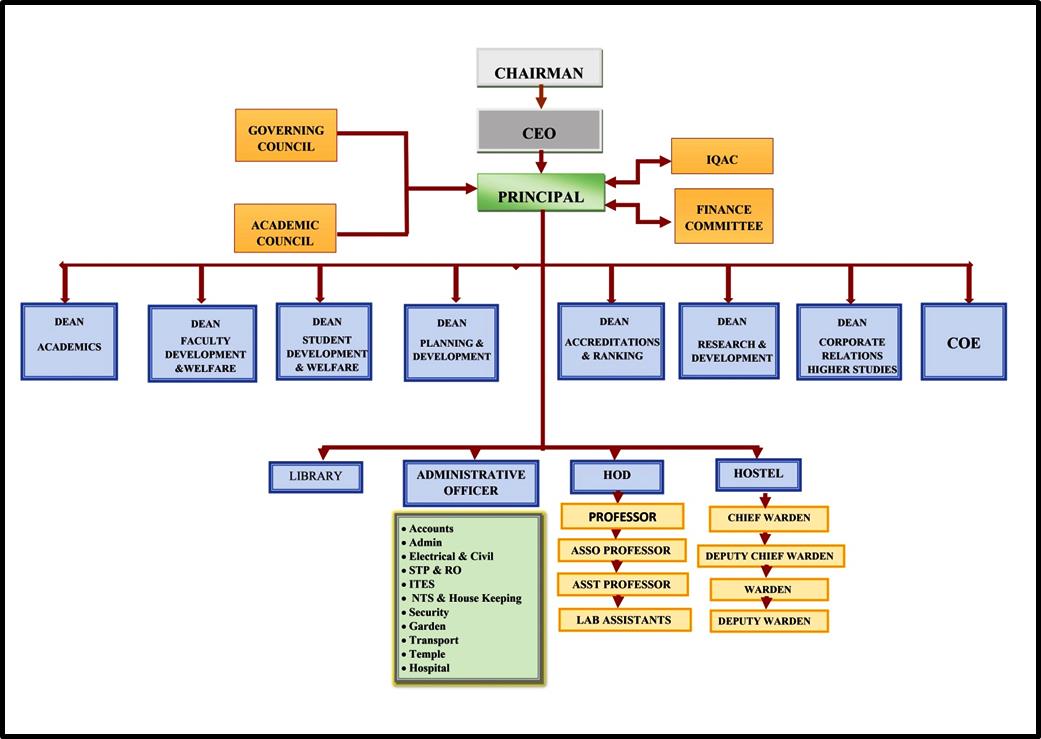 CHAIRMAN
CEO
GOVERNING
COUNCIL
IQAC
PRINCIPAL
ACADEMIC
COUNCIL
FINANCE
COMMITTEE
DEAN
ACADEMICS
DEAN
FACULTY
DEVELOPMENT
&WELFARE
DEAN
STUDENT
DEVELOPMENT
& WELFARE
DEAN
PLANNING &
DEVELOPMENT
DEAN
ACCREDITATIONS
& RANKING
DEAN
RESEARCH &
DEVELOPMENT
DEAN
CORPORATE
RELATIONS
HIGHER STUDIES
COE
LIBRARY
ADMINISTRATIVE
OFFICER
• Accounts
• Admin
• Electrical & Civil
• STP & RO
• ITES
• NTS & House Keeping
• Security
• Garden
• Transport
• Temple
• Hospital
HOD
PROFESSOR
ASSO PROFESSOR
ASST PROFESSOR
LAB ASSISTANTS
HOSTEL
CHIEF WARDEN
DEPUTY CHIEF WARDEN
WARDEN
DEPUTY WARDEN